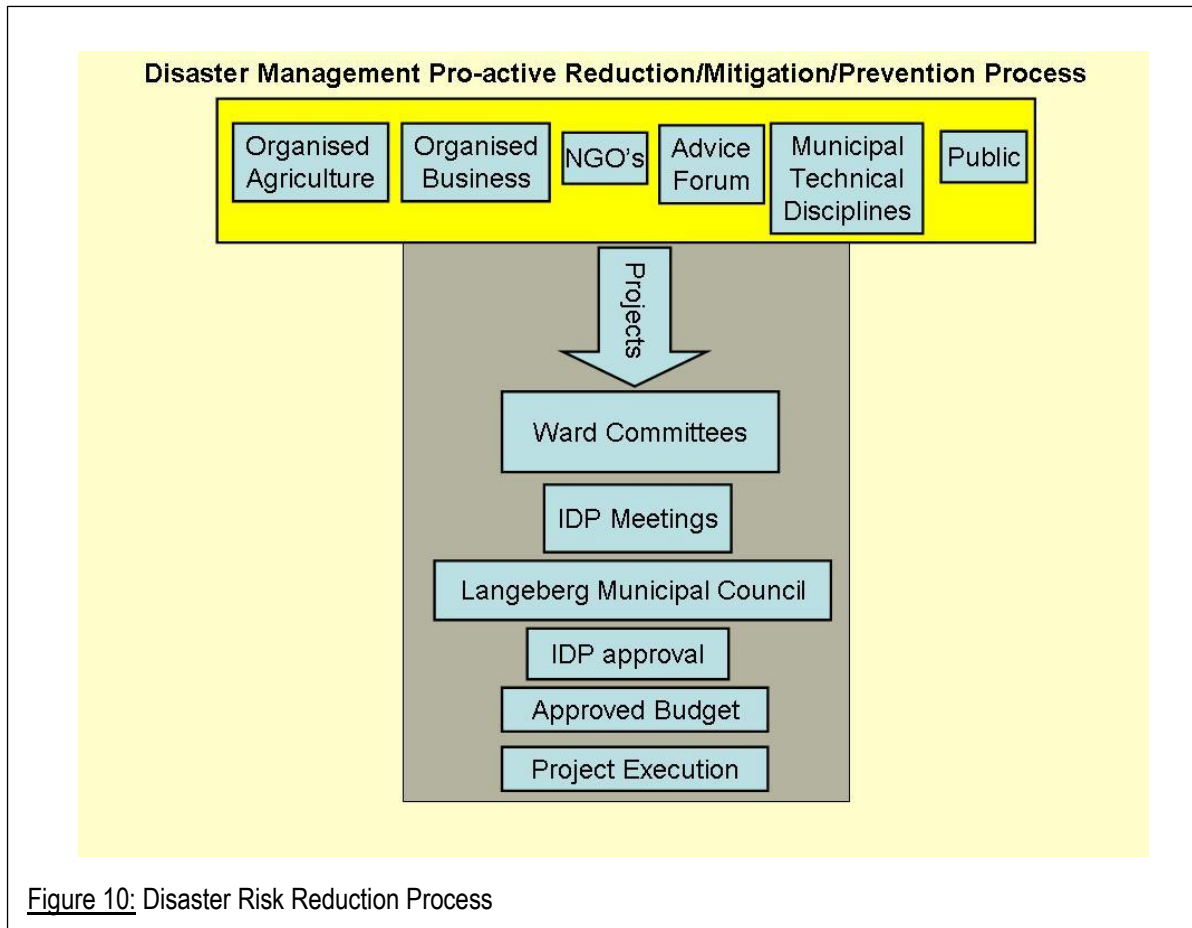 Disaster Management Pro-active Reduction/Mitigation/Prevention Process
Organised
Agriculture
Organised
Business
NGO's
Advice
Forum
Municipal
Technical
Disciplines
Public
Projects
Ward Committees
IDP Meetings
Langeberg Municipal Council
IDP approval
Approved Budget
Project Execution
Figure 10: Disaster Risk Reduction Process